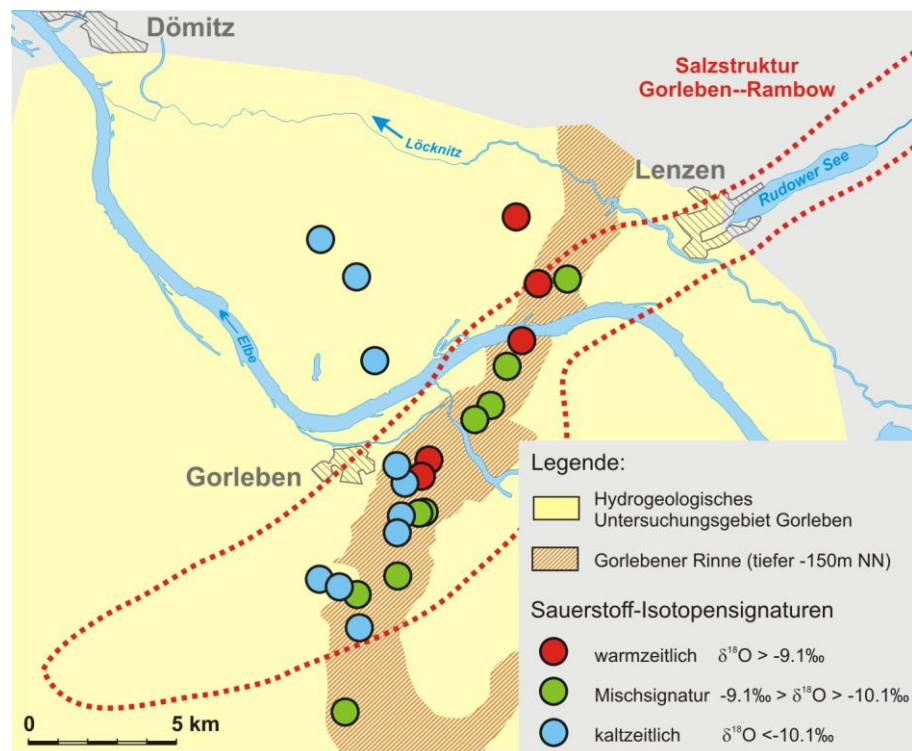 Dömitz
Salzstruktur
Gorleben--Rambow
Löcknitz
Lenzen
Rudower See
Elbe
Gorleben
Legende:
Hydrogeologisches
Untersuchungsgebiet Gorleben
Gorlebener Rinne (tiefer -150m NN)
Sauerstoff-Isotopensignaturen
warmzeitlich δ¹⁸O > -9.1‰
Mischsignatur -9.1‰ > δ¹⁸O > -10.1‰
kaltzeitlich δ¹⁸O <-10.1‰
0 5 km